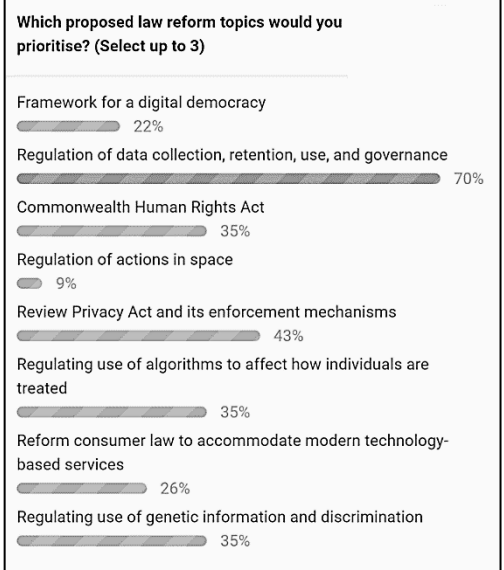 Which proposed law reform topics would you
prioritise? (Select up to 3)
Framework for a digital democracy
22%
Regulation of data collection, retention, use, and governance
70%
Commonwealth Human Rights Act
35%
Regulation of actions in space
9%
Review Privacy Act and its enforcement mechanisms
43%
Regulating use of algorithms to affect how individuals are
treated
35%
Reform consumer law to accommodate modern technology-
based services
26%
Regulating use of genetic information and discrimination
35%